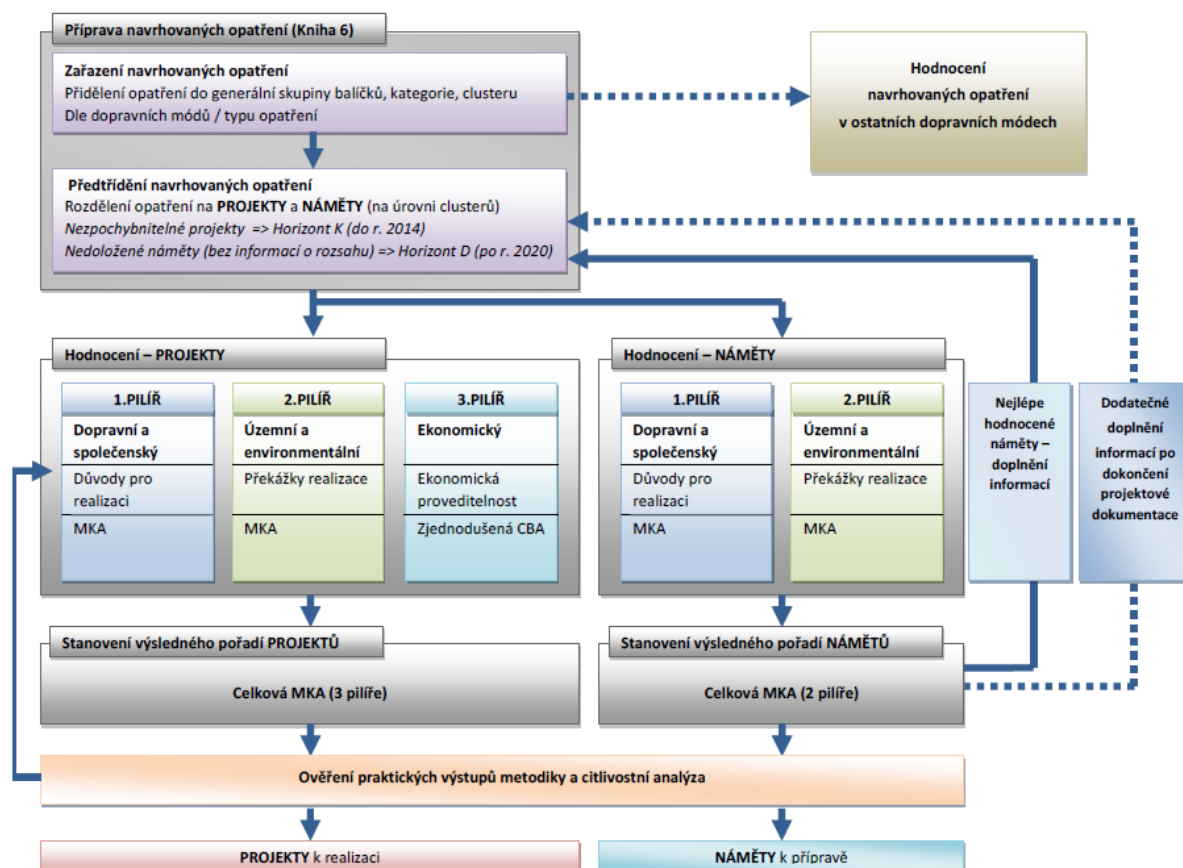 Příprava navrhovaných opatření (Kniha 6)
Zařazení navrhovaných opatření
Přidělení opatření do generální skupiny balíčků, kategorie, clusteru
Dle dopravních módů / typu opatření
Hodnocení
navrhovaných opatření
v ostatních dopravních módech
Předtřídění navrhovaných opatření
Rozdělení opatření na PROJEKTY a NÁMĚTY (na úrovni clusterů)
Nezpochybnitelné projekty => Horizont K (do r. 2014)
Nedoložené náměty (bez informací o rozsahu) => Horizont D (po r. 2020)
Hodnocení – PROJEKTY
1.PILÍŘ
Dopravní a
společenský
Důvody pro
realizaci
MKA
2.PILÍŘ
Územní a
environmentální
Překážky realizace
MKA
3.PILÍŘ
Ekonomický
Ekonomická
proveditelnost
Zjednodušená CBA
Hodnocení – NÁMĚTY
1.PILÍŘ
Dopravní a
společenský
Důvody pro
realizaci
MKA
2.PILÍŘ
Územní a
environmentální
Překážky realizace
MKA
Nejlépe
hodnocené
náměty –
doplnění
informací
Dodatečné
doplnění
informací po
dokončení
projektové
dokumentace
Stanovení výsledného pořadí PROJEKTŮ
Celková MKA (3 pilíře)
Stanovení výsledného pořadí NÁMĚTŮ
Celková MKA (2 pilíře)
Ověření praktických výstupů metodiky a citlivostní analýza
PROJEKTY k realizaci
NÁMĚTY k přípravě